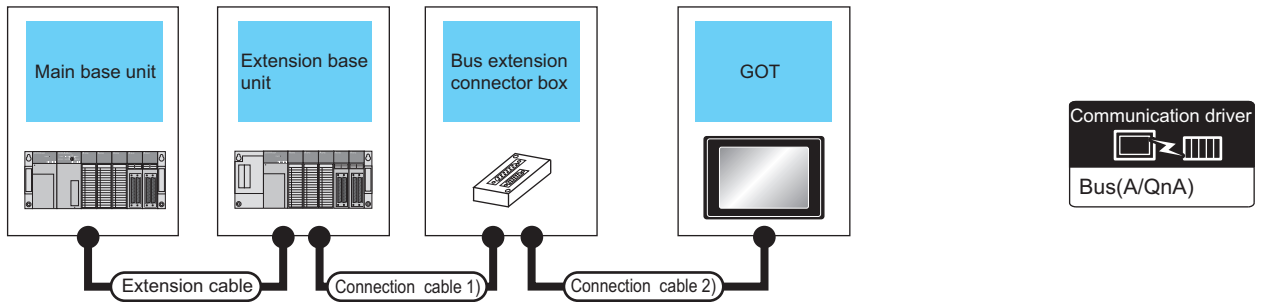 Main base unit
Extension base
unit
Bus extension
connector box
GOT
Communication driver
Bus(A/QnA)
Extension cable
Connection cable 1)
Connection cable 2)